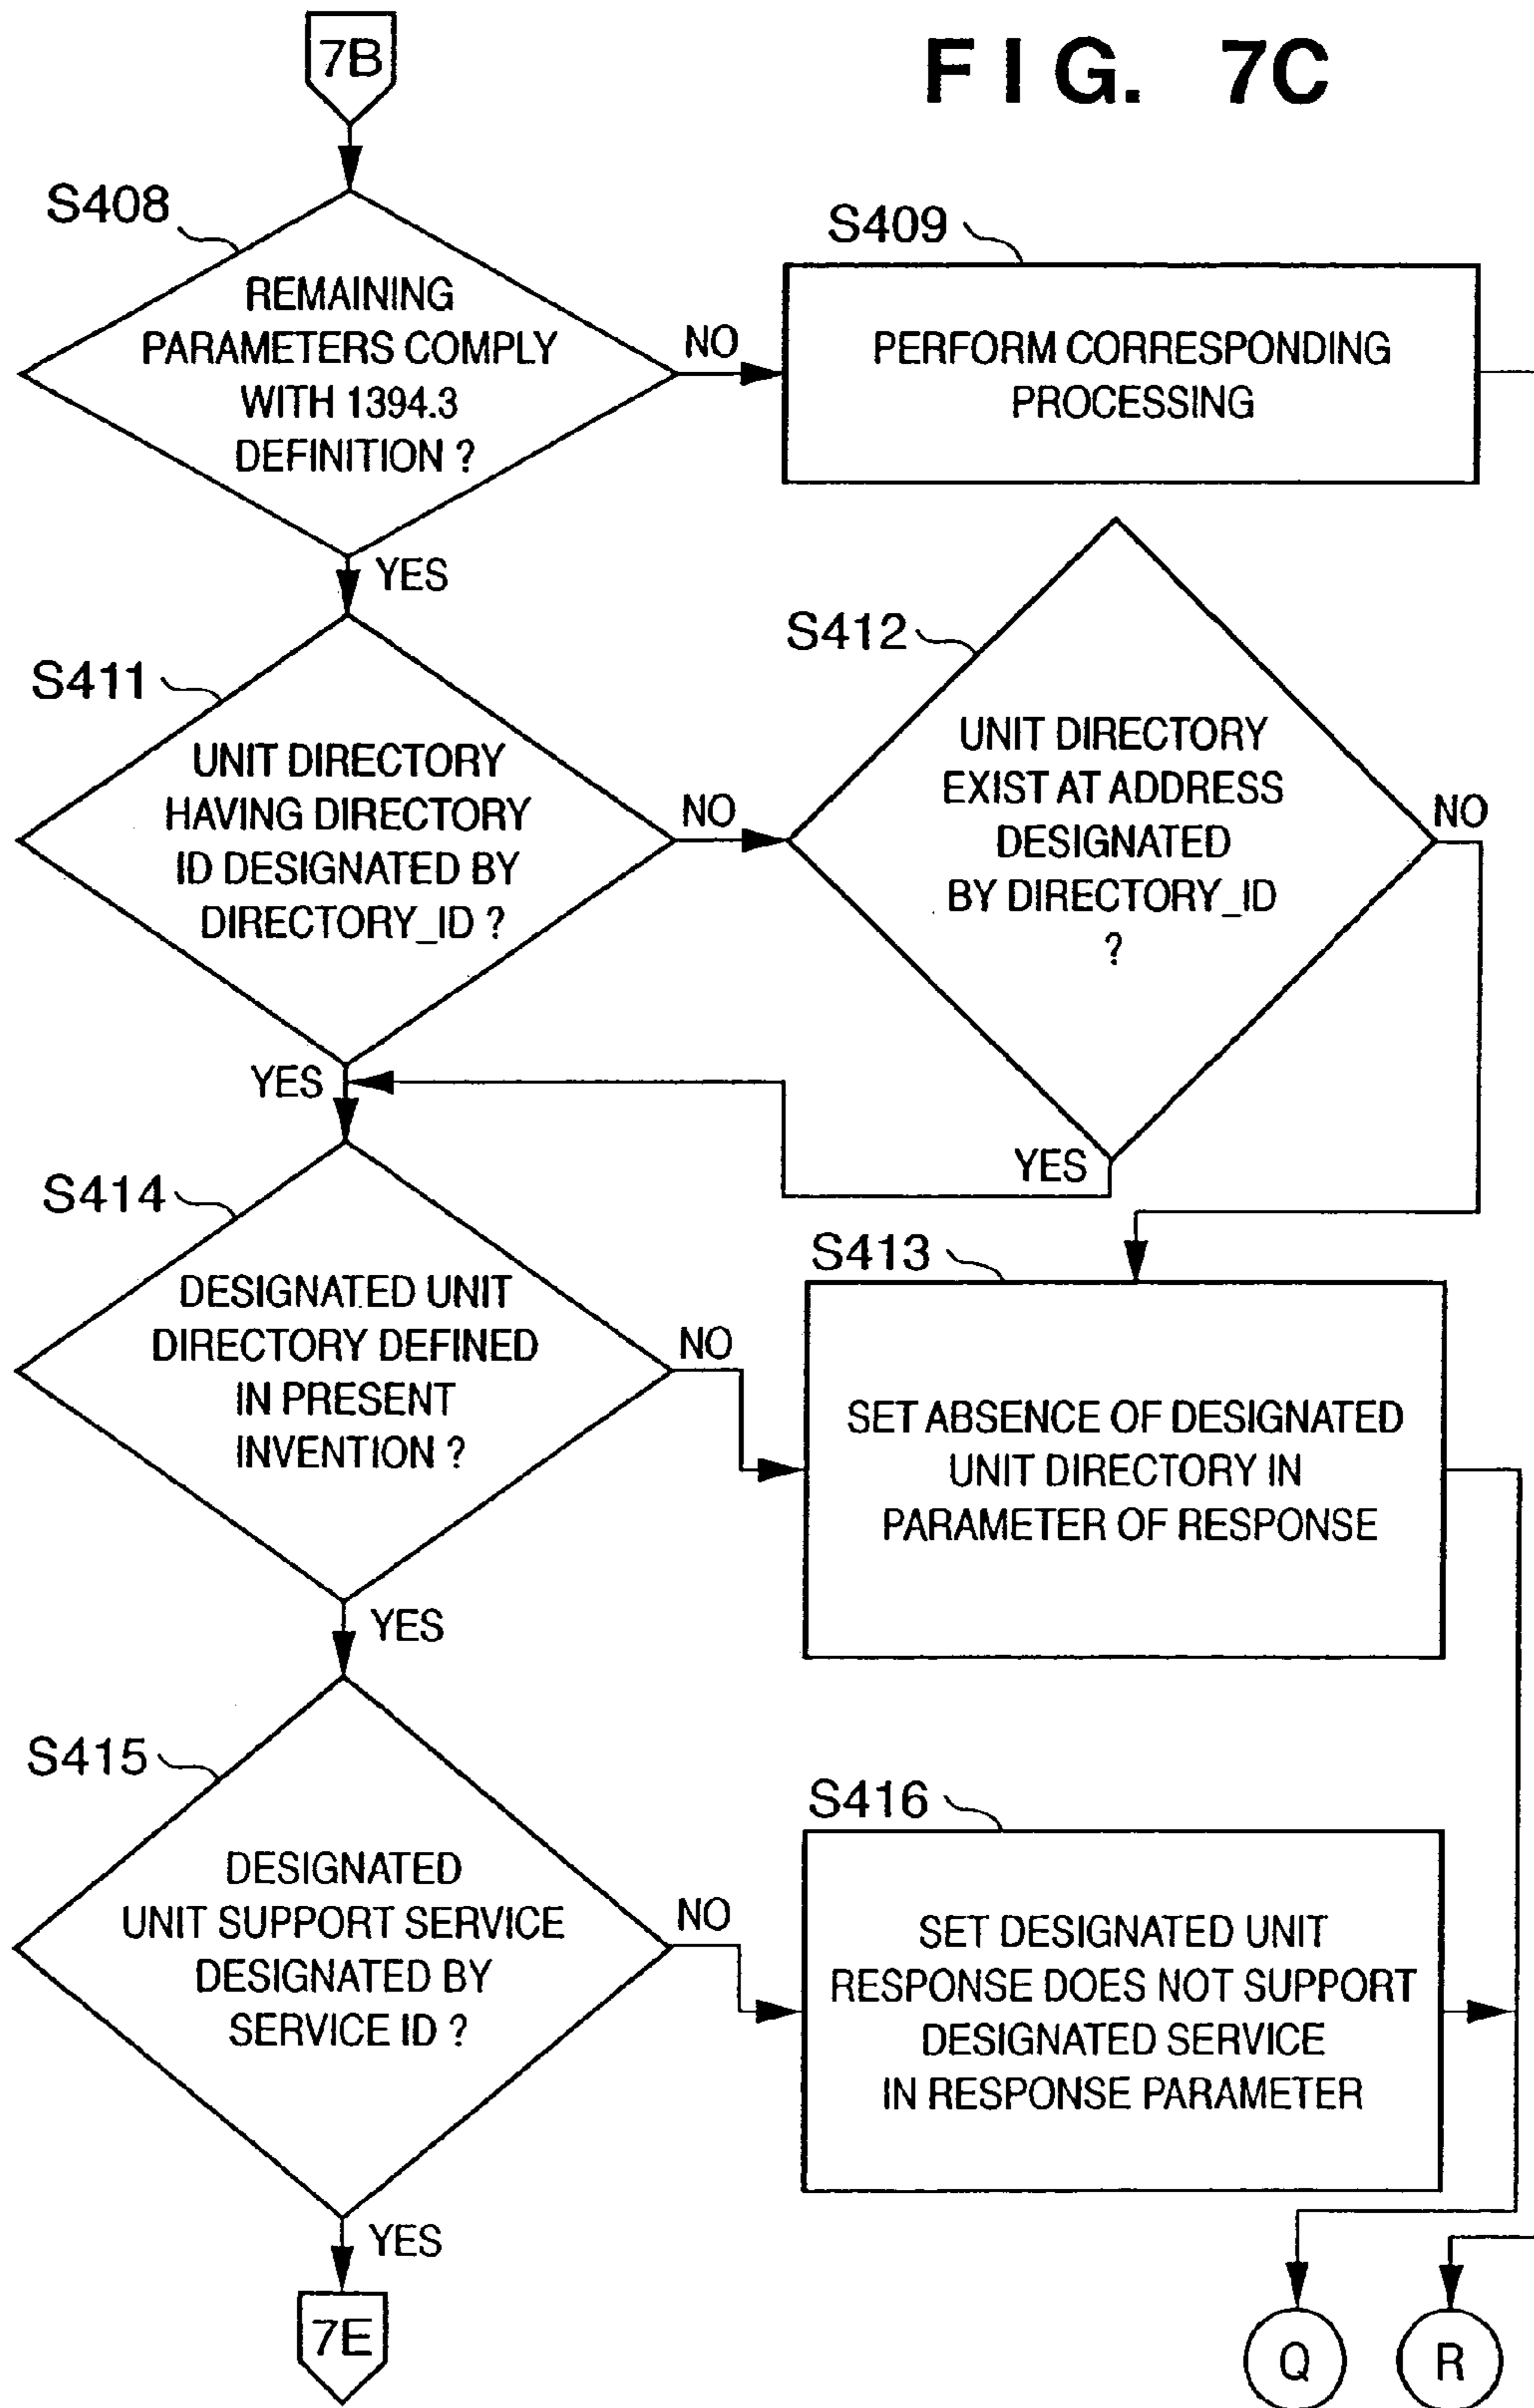 7B
FIG. 7C
S408
REMAINING
PARAMETERS COMPLY
WITH 1394.3
DEFINITION ?
NO
YES
S409
PERFORM CORRESPONDING
PROCESSING
S411
UNIT DIRECTORY
HAVING DIRECTORY
ID DESIGNATED BY
DIRECTORY_ID ?
NO
YES
S412
UNIT DIRECTORY
EXIST AT ADDRESS
DESIGNATED
BY DIRECTORY_ID
?
NO
YES
S414
DESIGNATED UNIT
DIRECTORY DEFINED
IN PRESENT
INVENTION ?
NO
YES
S413
SET ABSENCE OF DESIGNATED
UNIT DIRECTORY IN
PARAMETER OF RESPONSE
S415
DESIGNATED
UNIT SUPPORT SERVICE
DESIGNATED BY
SERVICE ID ?
NO
YES
S416
SET DESIGNATED UNIT
RESPONSE DOES NOT SUPPORT
DESIGNATED SERVICE
IN RESPONSE PARAMETER
7E
Q
R